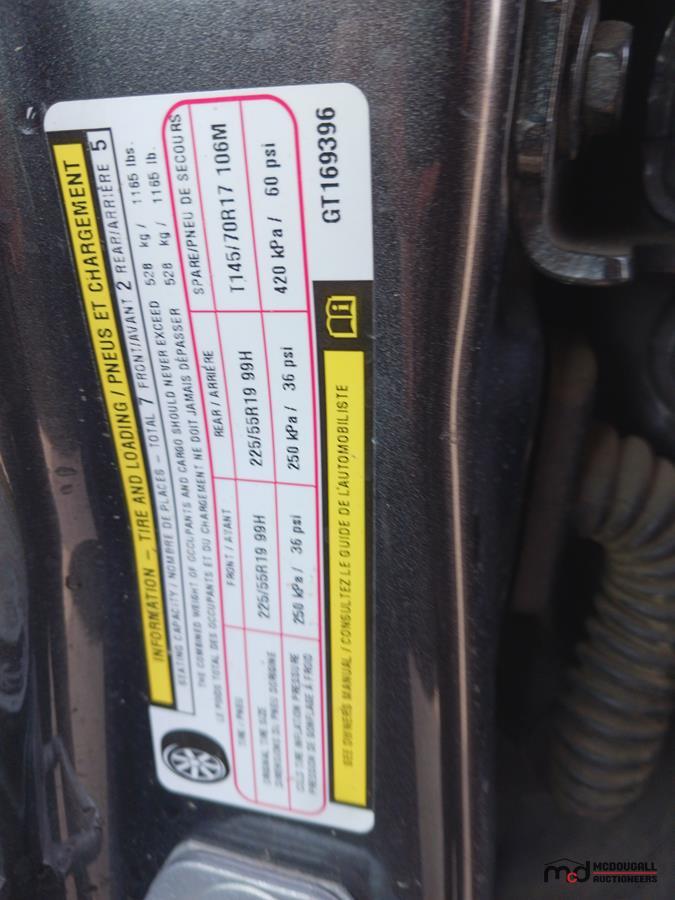 INFORMATION – TIRE AND LOADING / PNEUS ET CHARGEMENT
SEATING CAPACITY / NOMBRE DE PLACES – TOTAL 7 FRONT/AVANT 2 REAR/ARRIÈRE 5
THE COMBINED WEIGHT OF OCCUPANTS AND CARGO SHOULD NEVER EXCEED 528 kg / 1165 lbs.
LE POIDS TOTAL DES OCCUPANTS ET DU CHARGEMENT NE DOIT JAMAIS DÉPASSER 528 kg / 1165 lb.
TIRE / PNEU FRONT / AVANT REAR / ARRIÈRE SPARE/PNEU DE SECOURS
ORIGINAL TIRE SIZE
DIMENSIONS DU PNEU D'ORIGINE
225/55R19 99H 225/55R19 99H T145/70R17 106M
COLD TIRE INFLATION PRESSURE
PRESSION DE GONFLAGE À FROID
250 kPa / 36 psi 250 kPa / 36 psi 420 kPa / 60 psi
SEE OWNER'S MANUAL / CONSULTEZ LE GUIDE DE L'AUTOMOBILISTE
GT169396
mcd MCDOUGALL
AUCTIONEERS